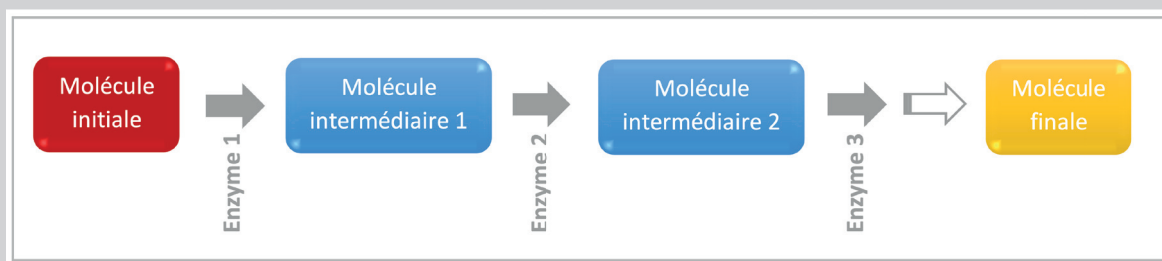 Molécule
initiale
Enzyme 1
Molécule
intermédiaire 1
Enzyme 2
Molécule
intermédiaire 2
Enzyme 3
Molécule
finale